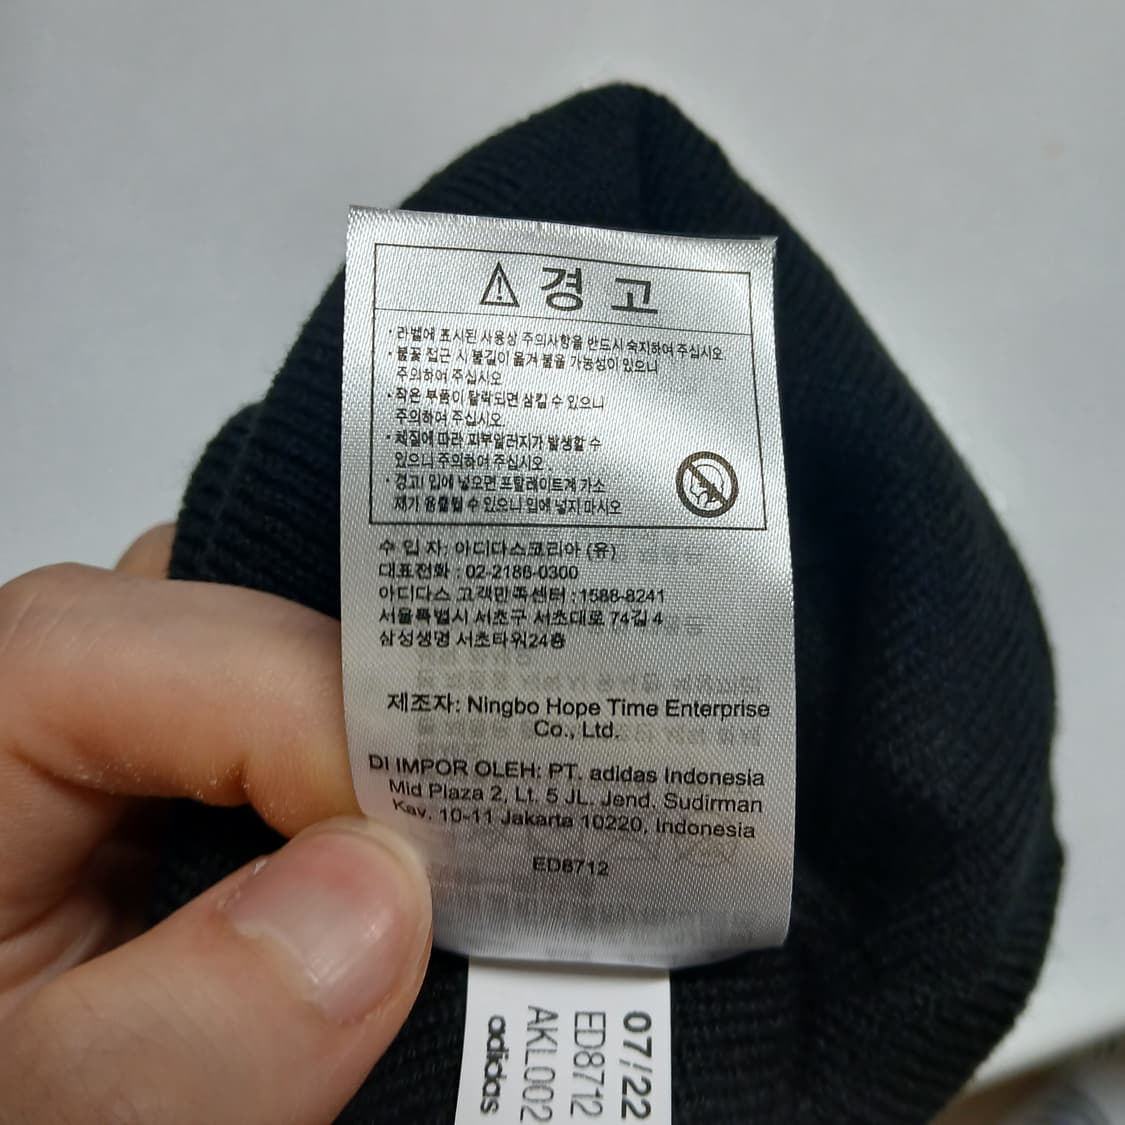 ⚠ 경고
· 라벨에 표시된 사용상 주의사항을 반드시 숙지하여 주십시오
· 불꽃 접근 시 불길이 옮겨 붙을 가능성이 있으니
주의하여 주십시오
· 작은 부품이 탈락되면 삼킬 수 있으니
주의하여 주십시오.
· 체질에 따라 피부알러지가 발생할 수
있으니 주의하여 주십시오.
· 경고! 입에 넣으면 프탈레이트계 가소
제가 용출될 수 있으니 입에 넣지 마시오
수 입 자: 아디다스코리아 (유)
대표전화 : 02-2186-0300
아디다스 고객만족센터 :1588-8241
서울특별시 서초구 서초대로 74길 4
삼성생명 서초타워24층
제조자: Ningbo Hope Time Enterprise
Co., Ltd.
DI IMPOR OLEH: PT. adidas Indonesia
Mid Plaza 2, Lt. 5 JL. Jend. Sudirman
Kav. 10-11 Jakarta 10220, Indonesia
ED8712
07/22
ED8712
AKL002
adidas